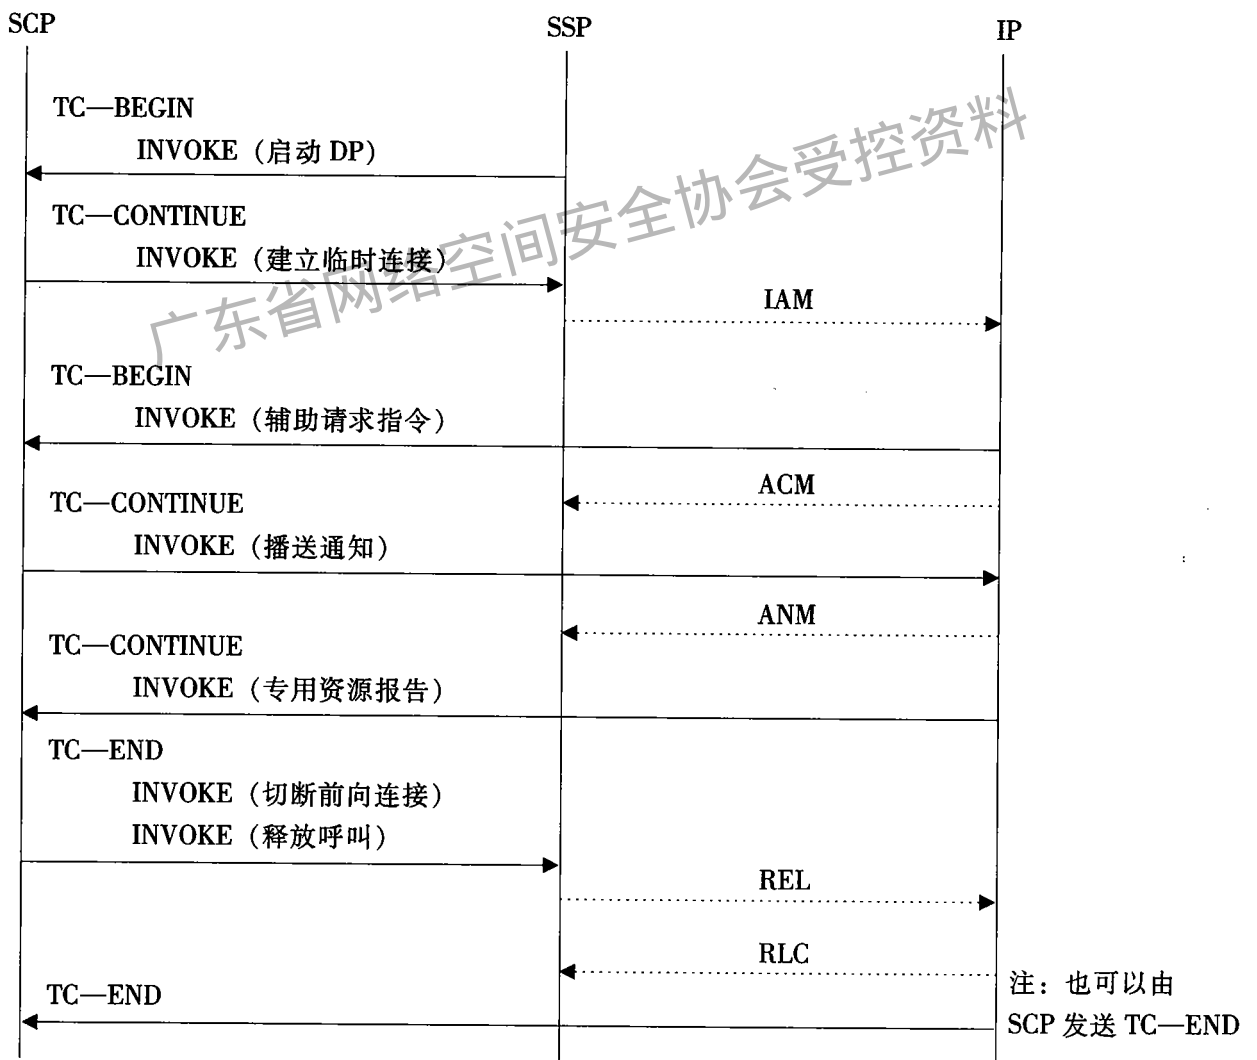 SCP
SSP
IP
TC—BEGIN
INVOKE（启动 DP）
TC—CONTINUE
INVOKE（建立临时连接）
IAM
TC—BEGIN
INVOKE（辅助请求指令）
ACM
TC—CONTINUE
INVOKE（播送通知）
ANM
TC—CONTINUE
INVOKE（专用资源报告）
TC—END
INVOKE（切断前向连接）
INVOKE（释放呼叫）
REL
RLC
TC—END
注：也可以由
SCP 发送 TC—END
广东省网络空间安全协会受控资料